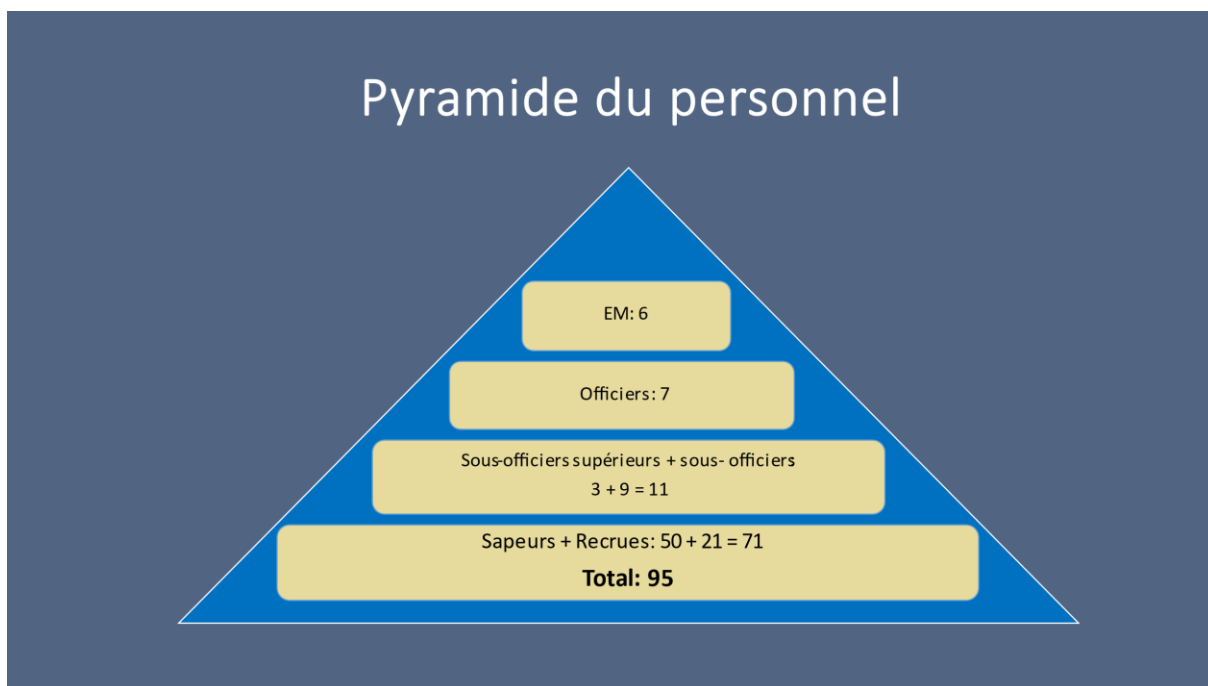 Pyramide du personnel
EM: 6
Officiers: 7
Sous-officiers supérieurs + sous- officiers
3 + 9 = 11
Sapeurs + Recrues: 50 + 21 = 71
Total: 95